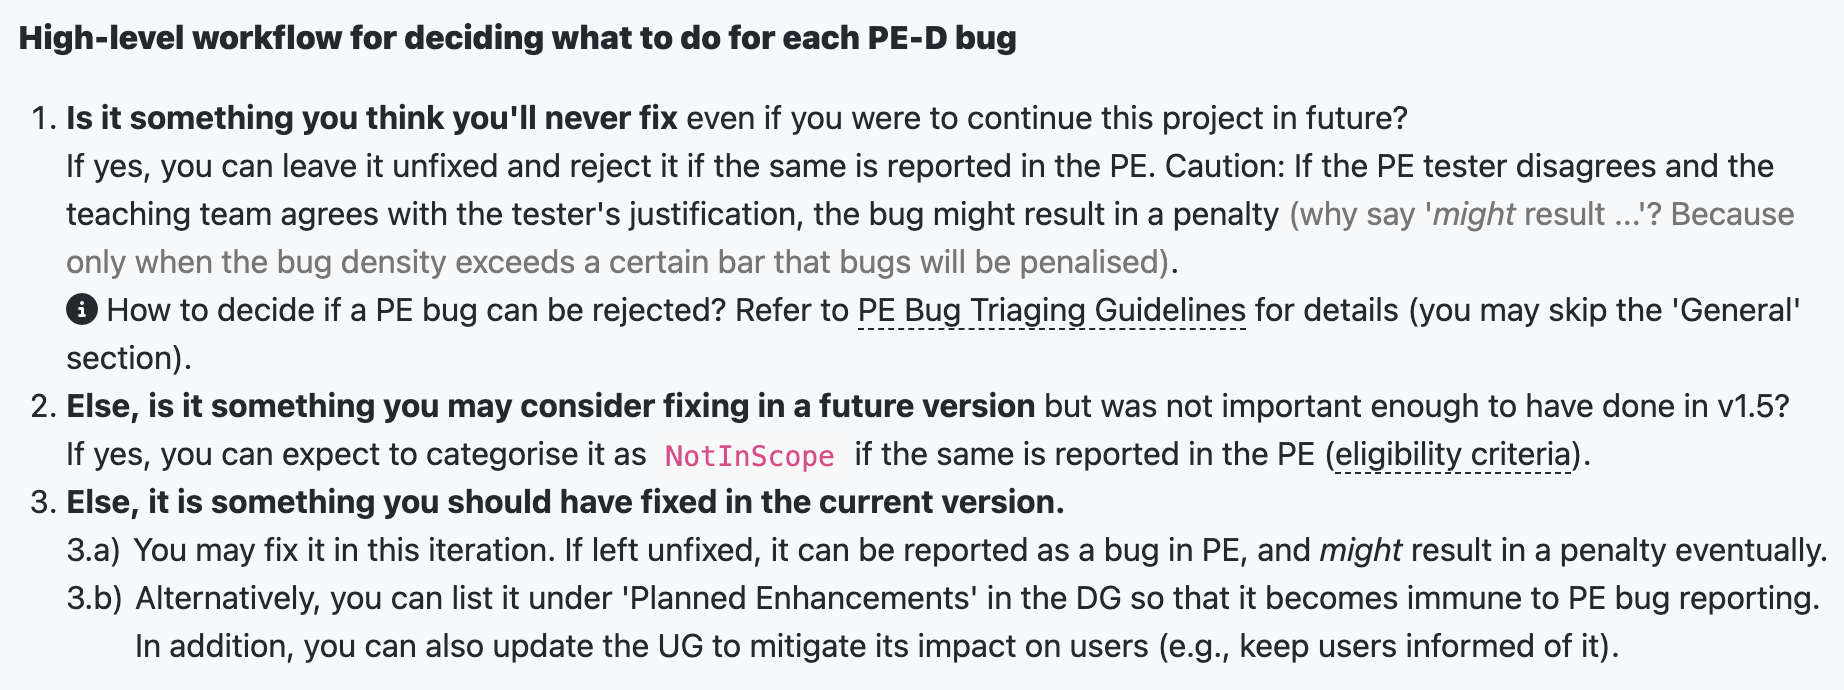 High-level workflow for deciding what to do for each PE-D bug
1. Is it something you think you'll never fix even if you were to continue this project in future?
If yes, you can leave it unfixed and reject it if the same is reported in the PE. Caution: If the PE tester disagrees and the
teaching team agrees with the tester's justification, the bug might result in a penalty (why say 'might result ...'? Because
only when the bug density exceeds a certain bar that bugs will be penalised).
How to decide if a PE bug can be rejected? Refer to PE Bug Triaging Guidelines for details (you may skip the 'General'
section).
2. Else, is it something you may consider fixing in a future version but was not important enough to have done in v1.5?
If yes, you can expect to categorise it as NotInScope if the same is reported in the PE (eligibility criteria).
3. Else, it is something you should have fixed in the current version.
3.a) You may fix it in this iteration. If left unfixed, it can be reported as a bug in PE, and might result in a penalty eventually.
3.b) Alternatively, you can list it under 'Planned Enhancements' in the DG so that it becomes immune to PE bug reporting.
In addition, you can also update the UG to mitigate its impact on users (e.g., keep users informed of it).